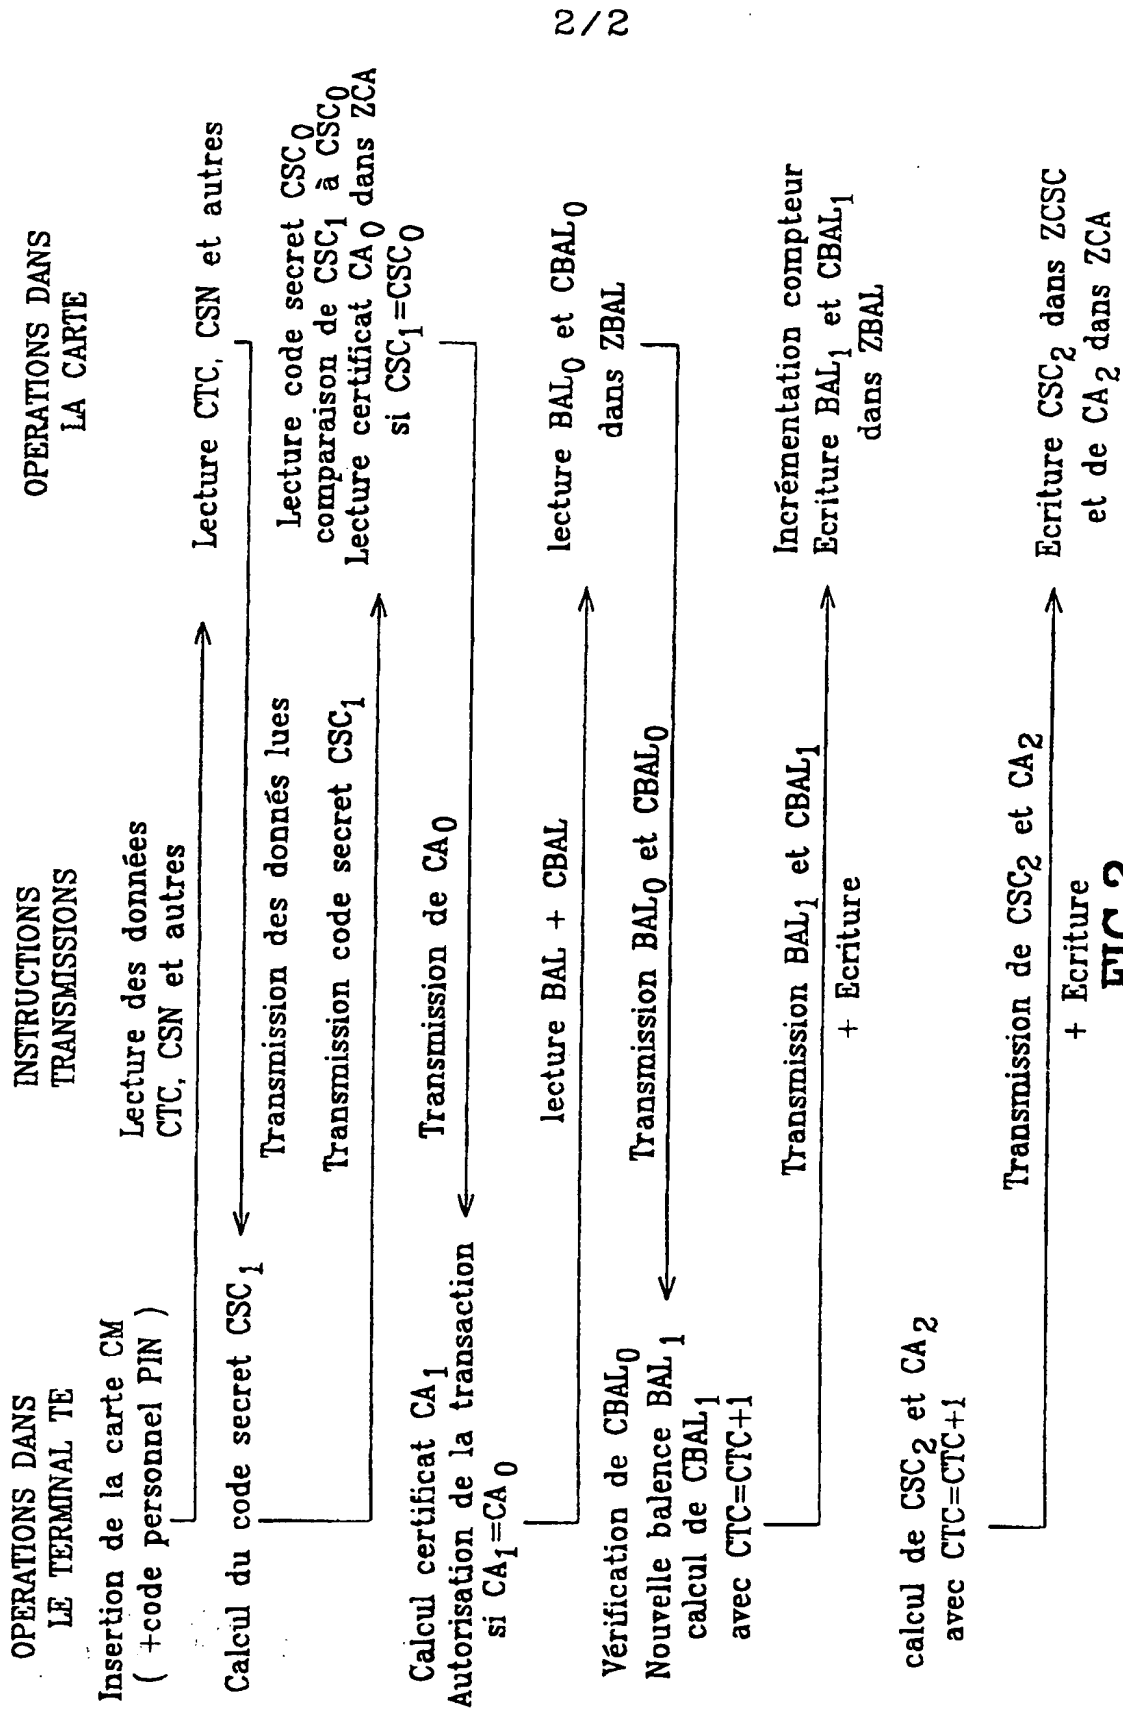 2/2
OPERATIONS DANS
LE TERMINAL TE
INSTRUCTIONS
TRANSMISSIONS
OPERATIONS DANS
LA CARTE
Insertion de la carte CM
( +code personnel PIN )
Lecture des données
CTC, CSN et autres
Lecture CTC, CSN et autres
Calcul du code secret CSC1
Transmission des donnés lues
Transmission code secret CSC1
Lecture code secret CSC0
comparaison de CSC1 à CSC0
Lecture certificat CA0 dans ZCA
si CSC1=CSC0
Calcul certificat CA1
Autorisation de la transaction
si CA1=CA0
Transmission de CA0
lecture BAL + CBAL
lecture BAL0 et CBAL0
dans ZBAL
Vérification de CBAL0
Nouvelle balence BAL1
calcul de CBAL1
avec CTC=CTC+1
Transmission BAL0 et CBAL0
Transmission BAL1 et CBAL1
+ Ecriture
Incrémentation compteur
Ecriture BAL1 et CBAL1
dans ZBAL
calcul de CSC2 et CA2
avec CTC=CTC+1
Transmission de CSC2 et CA2
+ Ecriture
Ecriture CSC2 dans ZCSC
et de CA2 dans ZCA
FIG.2